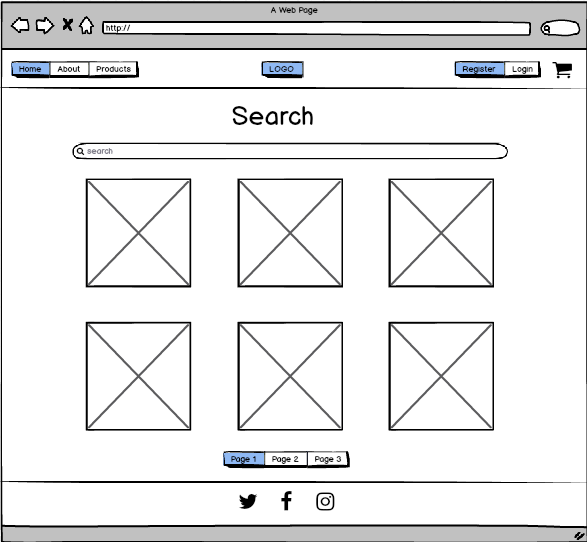 A Web Page
http://
Home About Products LOGO Register Login
Search
search
Page 1 Page 2 Page 3